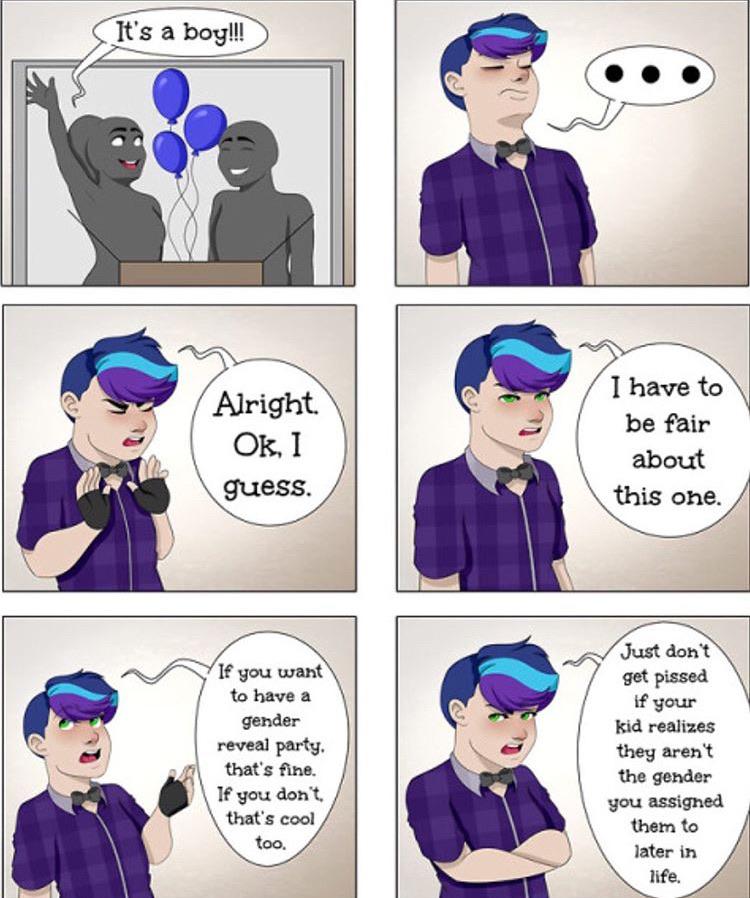 It's a boy!!!
● ● ●
Alright.
Ok, I
guess.
I have to
be fair
about
this one.
If you want
to have a
gender
reveal party,
that's fine.
If you don't,
that's cool
too.
Just don't
get pissed
if your
kid realizes
they aren't
the gender
you assigned
them to
later in
life.